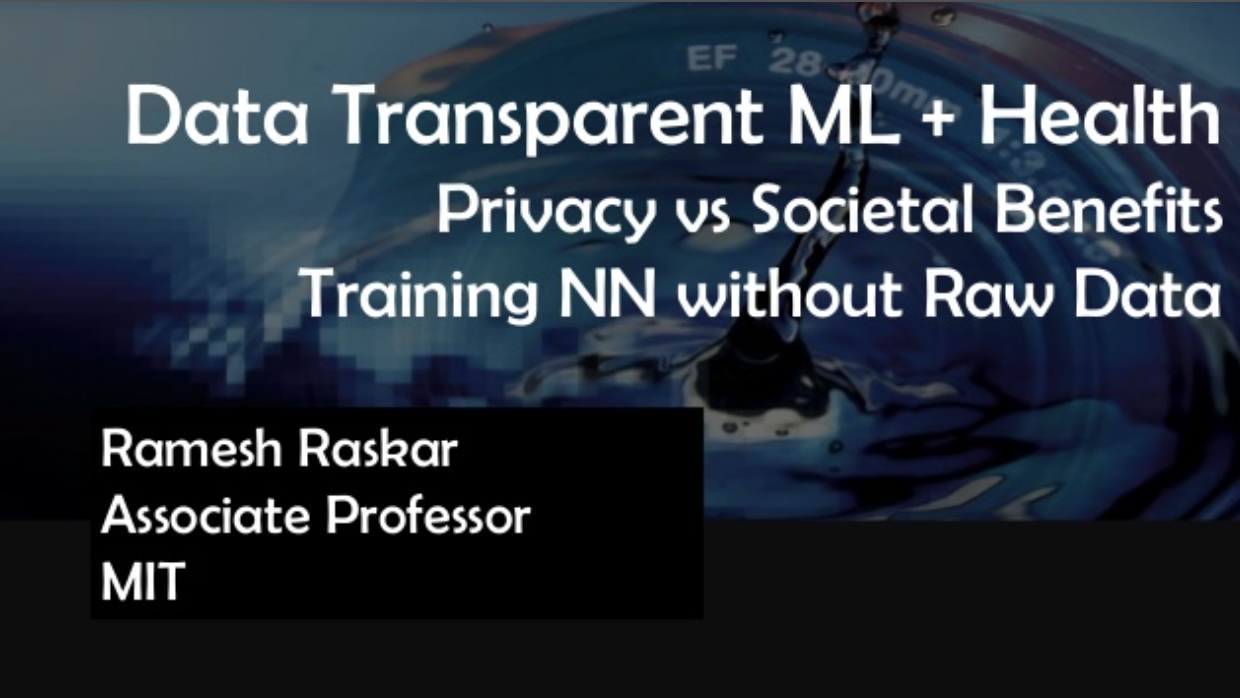 EF 28
Data Transparent ML + Health
Privacy vs Societal Benefits
Training NN without Raw Data
Ramesh Raskar
Associate Professor
MIT